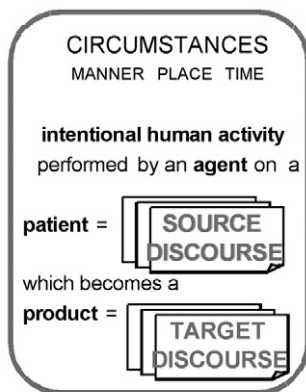 CIRCUMSTANCES
MANNER PLACE TIME
intentional human activity
performed by an agent on a
patient = SOURCE
DISCOURSE
which becomes a
product = TARGET
DISCOURSE